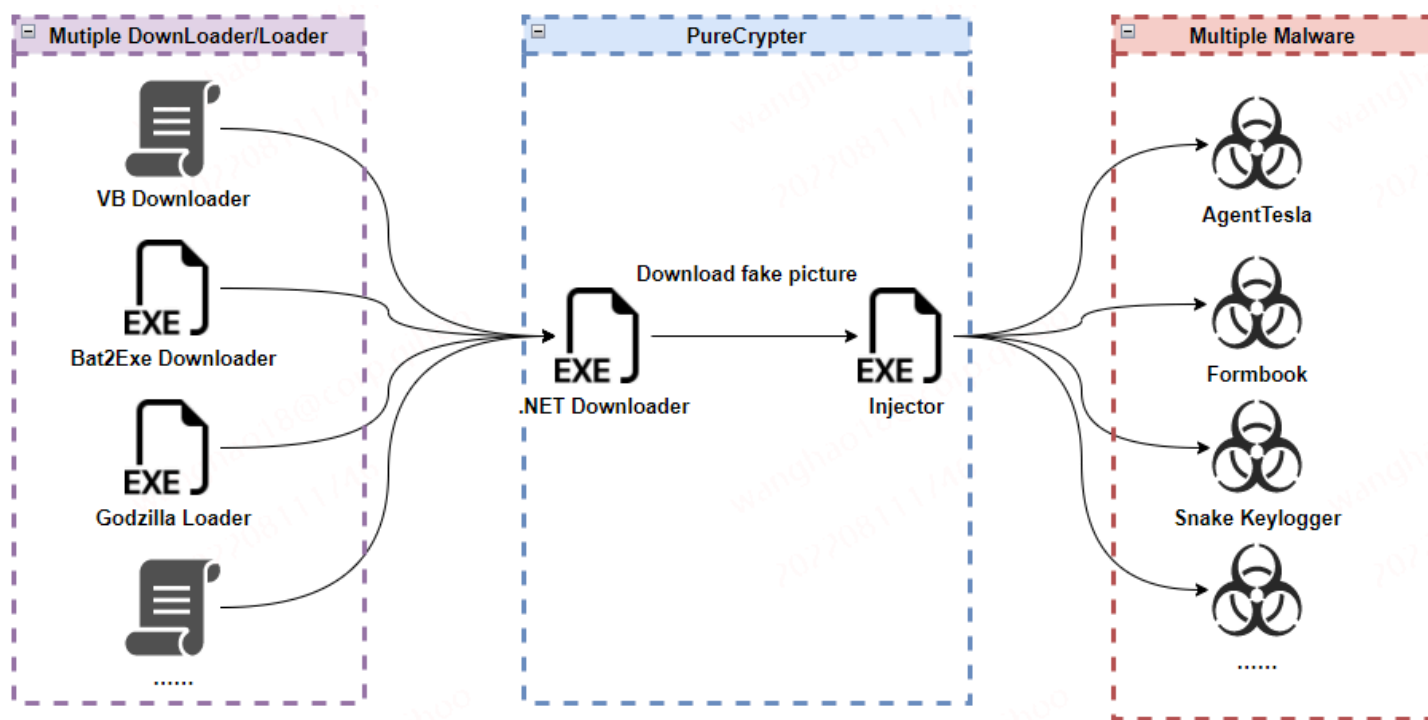 Mutiple DownLoader/Loader
VB Downloader
EXE
Bat2Exe Downloader
EXE
Godzilla Loader
......
PureCrypter
Download fake picture
EXE
.NET Downloader
EXE
Injector
Multiple Malware
AgentTesla
Formbook
Snake Keylogger
......